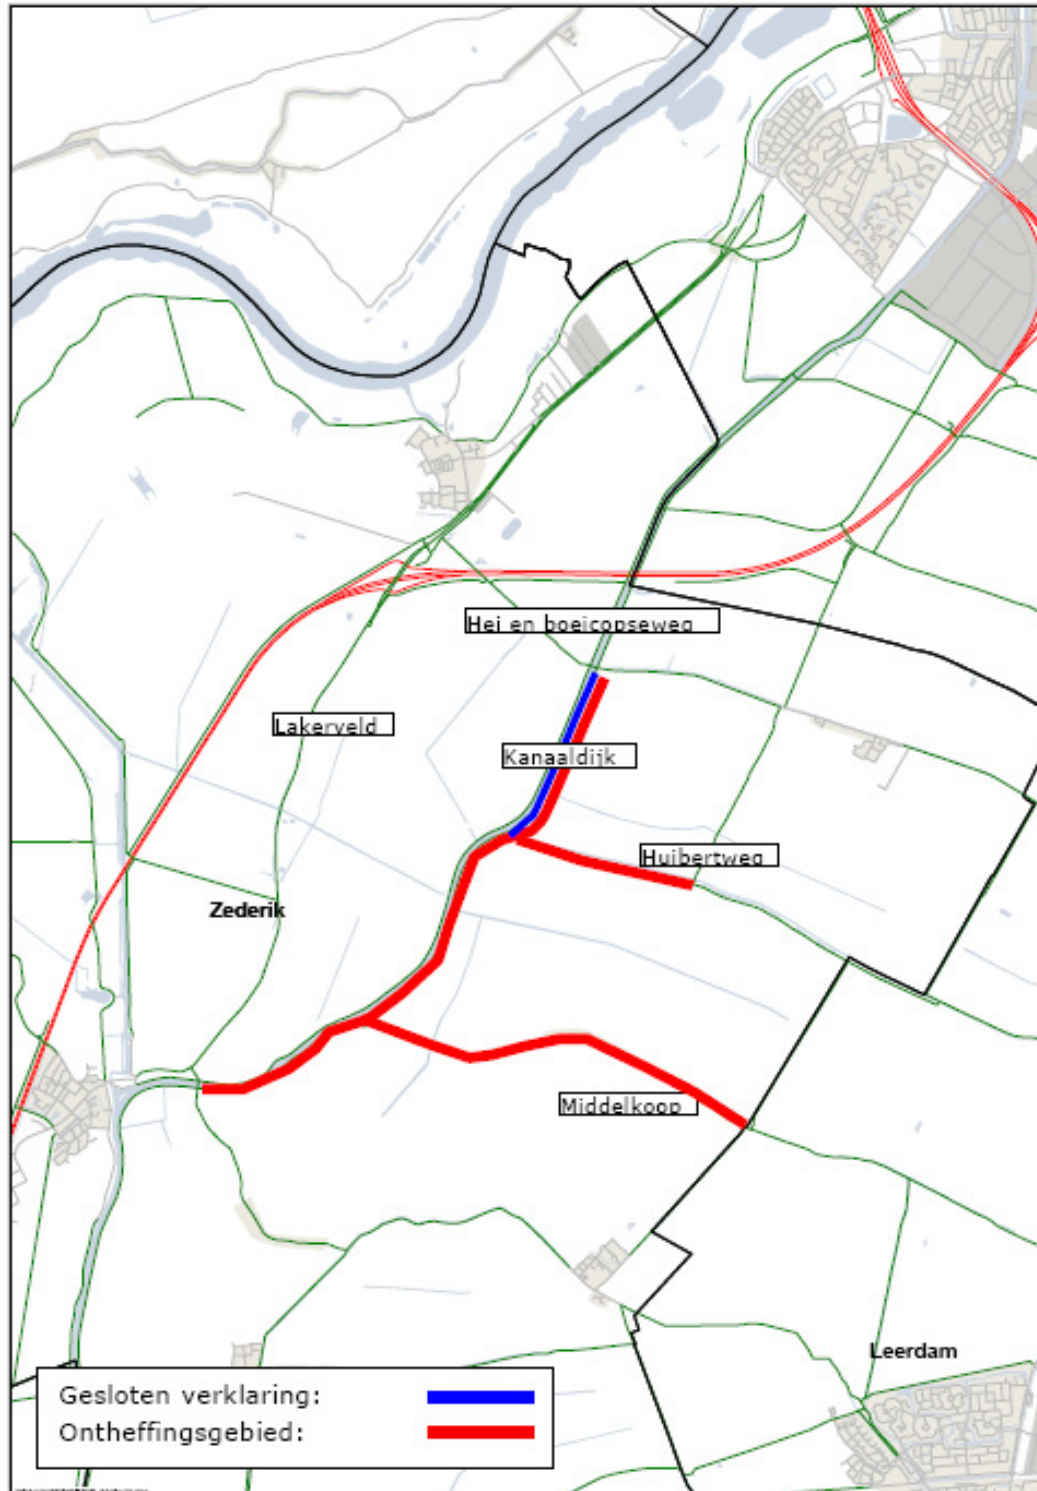 Hei en boeicopseweg
Lakerveld
Kanaaldijk
Huibertweg
Zederik
Middelkoop
Leerdam
Gesloten verklaring:
Ontheffingsgebied: